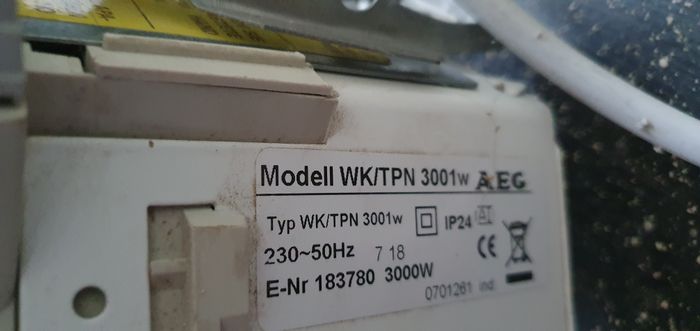 Modell WK/TPN 3001w AEG
Typ WK/TPN 3001w IP24
230~50Hz 7 18 CE
E-Nr 183780 3000W
0701261 ind